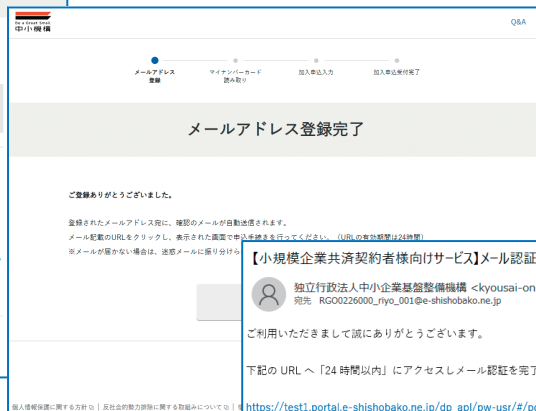 Be a Great Small
中小機構
Q&A
メールアドレス
登録
マイナンバーカード
読み取り
加入申込入力
加入申込受付完了
メールアドレス登録完了
ご登録ありがとうございました。
登録されたメールアドレス宛に、確認のメールが自動送信されます。
メール記載のURLをクリックし、表示された画面で申込手続きを行ってください。（URLの有効期間は24時間）
※メールが届かない場合は、迷惑メールに振り分けら
【小規模企業共済契約者様向けサービス】メール認証
独立行政法人中小企業基盤整備機構 <kyousai-on
宛先 RGO0226000_riyo_001@e-shishobako.ne.jp
ご利用いただきまして誠にありがとうございます。
下記の URL へ「24 時間以内」にアクセスしメール認証を完了
https://test1.portal.e-shishobako.ne.jp/dp_apl/pw-usr/#/po
個人情報保護に関する方針 | 反社会的勢力排除に関する取組みについて |